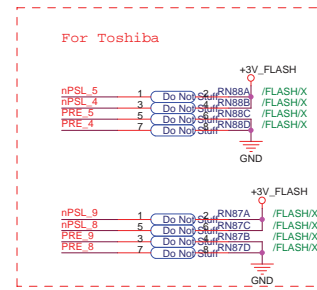 For Toshiba
+3V_FLASH
nPSL_5 1 Do Not Stuff 2 RN88A /FLASH/X
nPSL_4 3 Do Not Stuff 4 RN88B /FLASH/X
PRE_5 5 Do Not Stuff 6 RN88C /FLASH/X
PRE_4 7 Do Not Stuff 8 RN88D /FLASH/X
GND
+3V_FLASH
nPSL_9 1 Do Not Stuff 2 RN87A /FLASH/X
nPSL_8 5 Do Not Stuff 6 RN87C /FLASH/X
PRE_9 3 Do Not Stuff 4 RN87B /FLASH/X
PRE_8 7 Do Not Stuff 8 RN87D /FLASH/X
GND